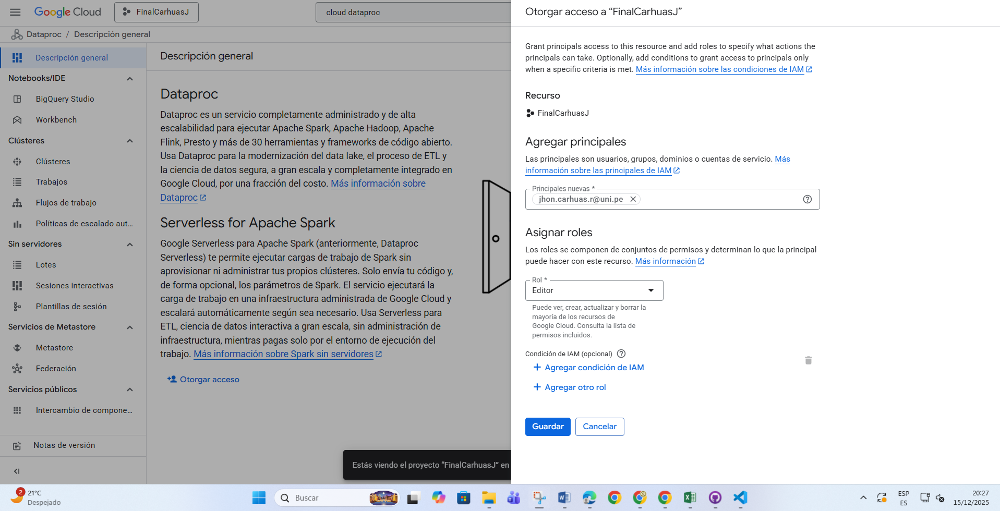 Google Cloud
FinalCarhuasJ
cloud dataproc
Dataproc / Descripción general
Descripción general
Notebooks/IDE
BigQuery Studio
Workbench
Clústeres
Clústeres
Trabajos
Flujos de trabajo
Políticas de escalado aut...
Sin servidores
Lotes
Sesiones interactivas
Plantillas de sesión
Servicios de Metastore
Metastore
Federación
Servicios públicos
Intercambio de compone...
Notas de versión
Descripción general
Dataproc
Dataproc es un servicio completamente administrado y de alta
escalabilidad para ejecutar Apache Spark, Apache Hadoop, Apache
Flink, Presto y más de 30 herramientas y frameworks de código abierto.
Usa Dataproc para la modernización del data lake, el proceso de ETL y
la ciencia de datos segura, a gran escala y completamente integrado en
Google Cloud, por una fracción del costo. Más información sobre
Dataproc
Serverless for Apache Spark
Google Serverless para Apache Spark (anteriormente, Dataproc
Serverless) te permite ejecutar cargas de trabajo de Spark sin
aprovisionar ni administrar tus propios clústeres. Solo envía tu código y,
de forma opcional, los parámetros de Spark. El servicio ejecutará la
carga de trabajo en una infraestructura administrada de Google Cloud y
escalará automáticamente según sea necesario. Usa Serverless para
ETL, ciencia de datos interactiva a gran escala, sin administración de
infraestructura, mientras pagas solo por el entorno de ejecución del
trabajo. Más información sobre Spark sin servidores
Otorgar acceso
Estás viendo el proyecto “FinalCarhuasJ” en
Otorgar acceso a “FinalCarhuasJ”
Grant principals access to this resource and add roles to specify what actions the
principals can take. Optionally, add conditions to grant access to principals only
when a specific criteria is met. Más información sobre las condiciones de IAM
Recurso
FinalCarhuasJ
Agregar principales
Las principales son usuarios, grupos, dominios o cuentas de servicio. Más
información sobre las principales de IAM
Principales nuevas *
jhon.carhuas.r@uni.pe
Asignar roles
Los roles se componen de conjuntos de permisos y determinan lo que la principal
puede hacer con este recurso. Más información
Rol *
Editor
Puede ver, crear, actualizar y borrar la
mayoría de los recursos de
Google Cloud. Consulta la lista de
permisos incluidos.
Condición de IAM (opcional)
Agregar condición de IAM
Agregar otro rol
Guardar
Cancelar
2
21°C
Despejado
Buscar
ESP
ES
20:27
15/12/2025